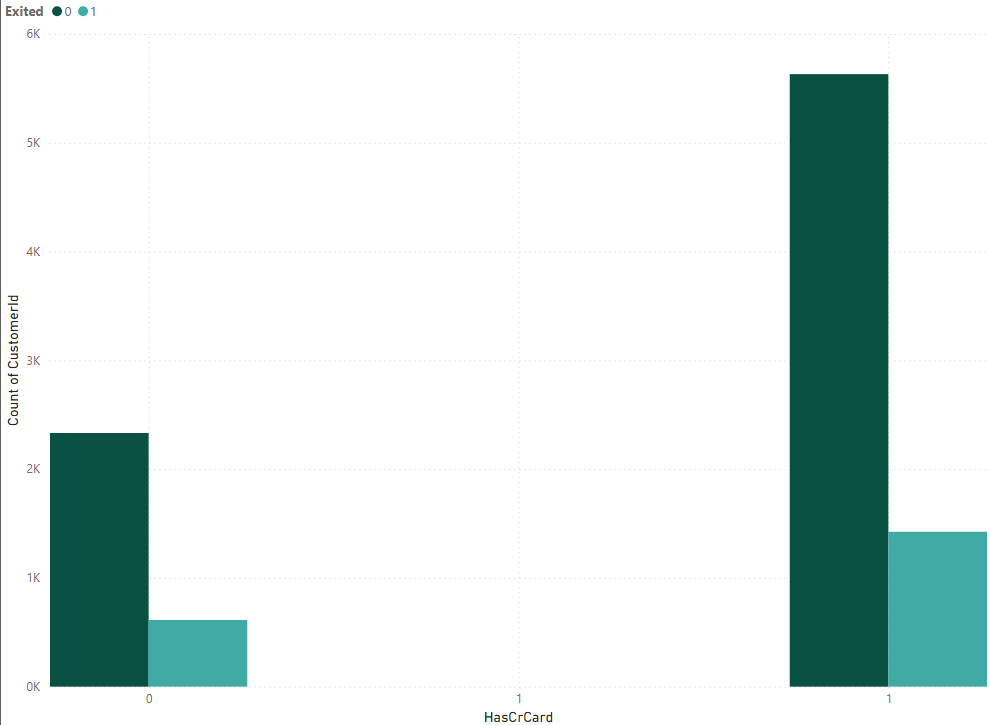 Exited 0 1
6K
5K
4K
3K
2K
1K
0K
Count of CustomerId
0 1 1
HasCrCard